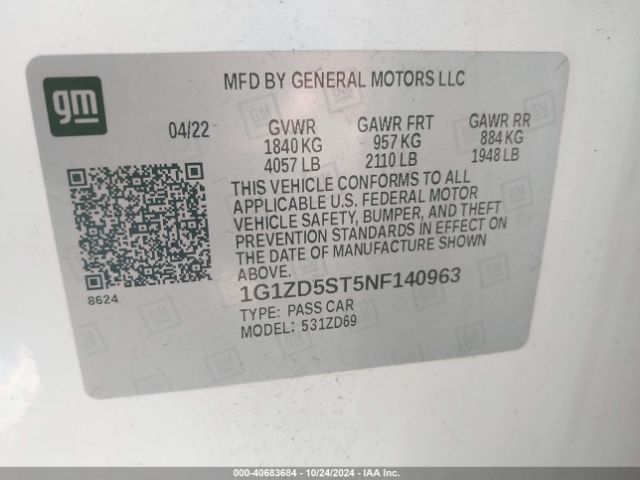 gm
MFD BY GENERAL MOTORS LLC
04/22 GVWR GAWR FRT GAWR RR
1840 KG 957 KG 884 KG
4057 LB 2110 LB 1948 LB
THIS VEHICLE CONFORMS TO ALL
APPLICABLE U.S. FEDERAL MOTOR
VEHICLE SAFETY, BUMPER, AND THEFT
PREVENTION STANDARDS IN EFFECT ON
THE DATE OF MANUFACTURE SHOWN
ABOVE.
8624
1G1ZD5ST5NF140963
TYPE: PASS CAR
MODEL: 531ZD69
000-40683684 - 10/24/2024 - IAA Inc.